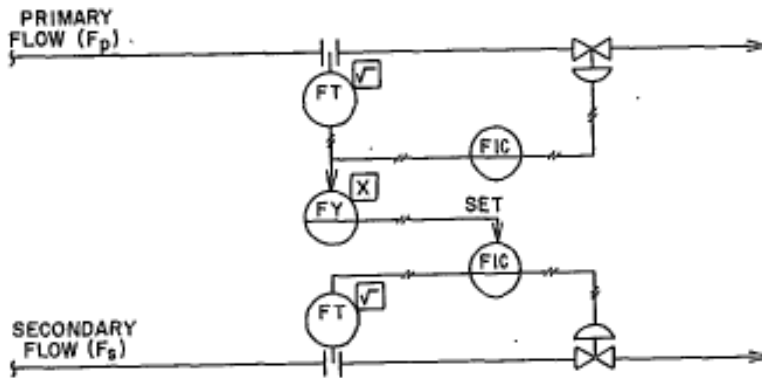 PRIMARY
FLOW (Fp)
√
FT
FIC
X
FY
SET
FIC
√
FT
SECONDARY
FLOW (Fs)